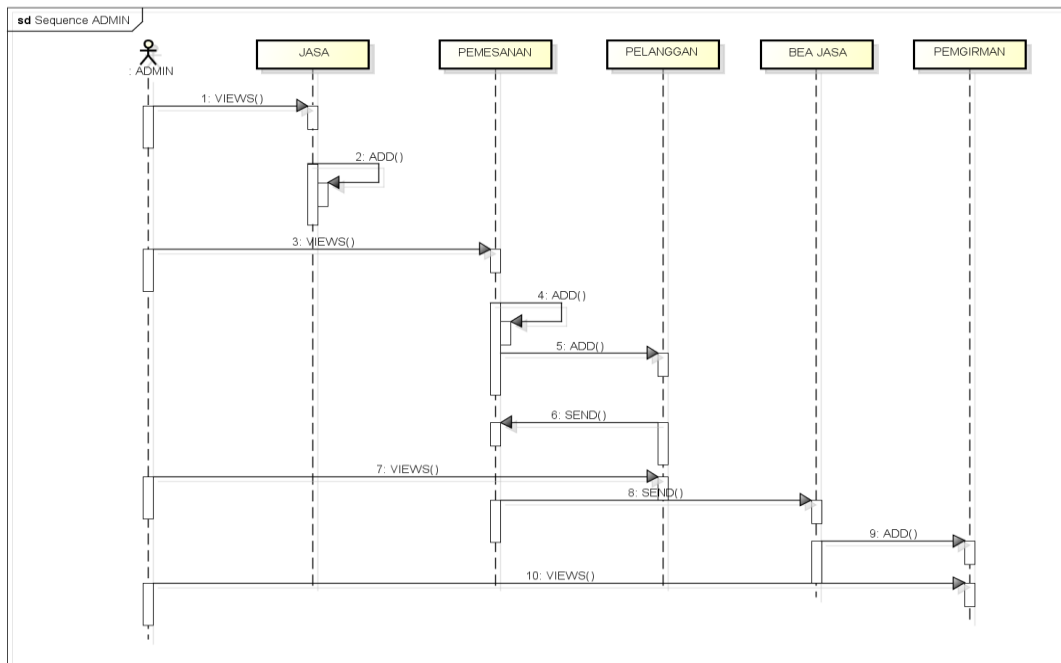 sd Sequence ADMIN
: ADMIN
JASA
PEMESANAN
PELANGGAN
BEA JASA
PEMGIRMAN
1: VIEWS()
2: ADD()
3: VIEWS()
4: ADD()
5: ADD()
6: SEND()
7: VIEWS()
8: SEND()
9: ADD()
10: VIEWS()